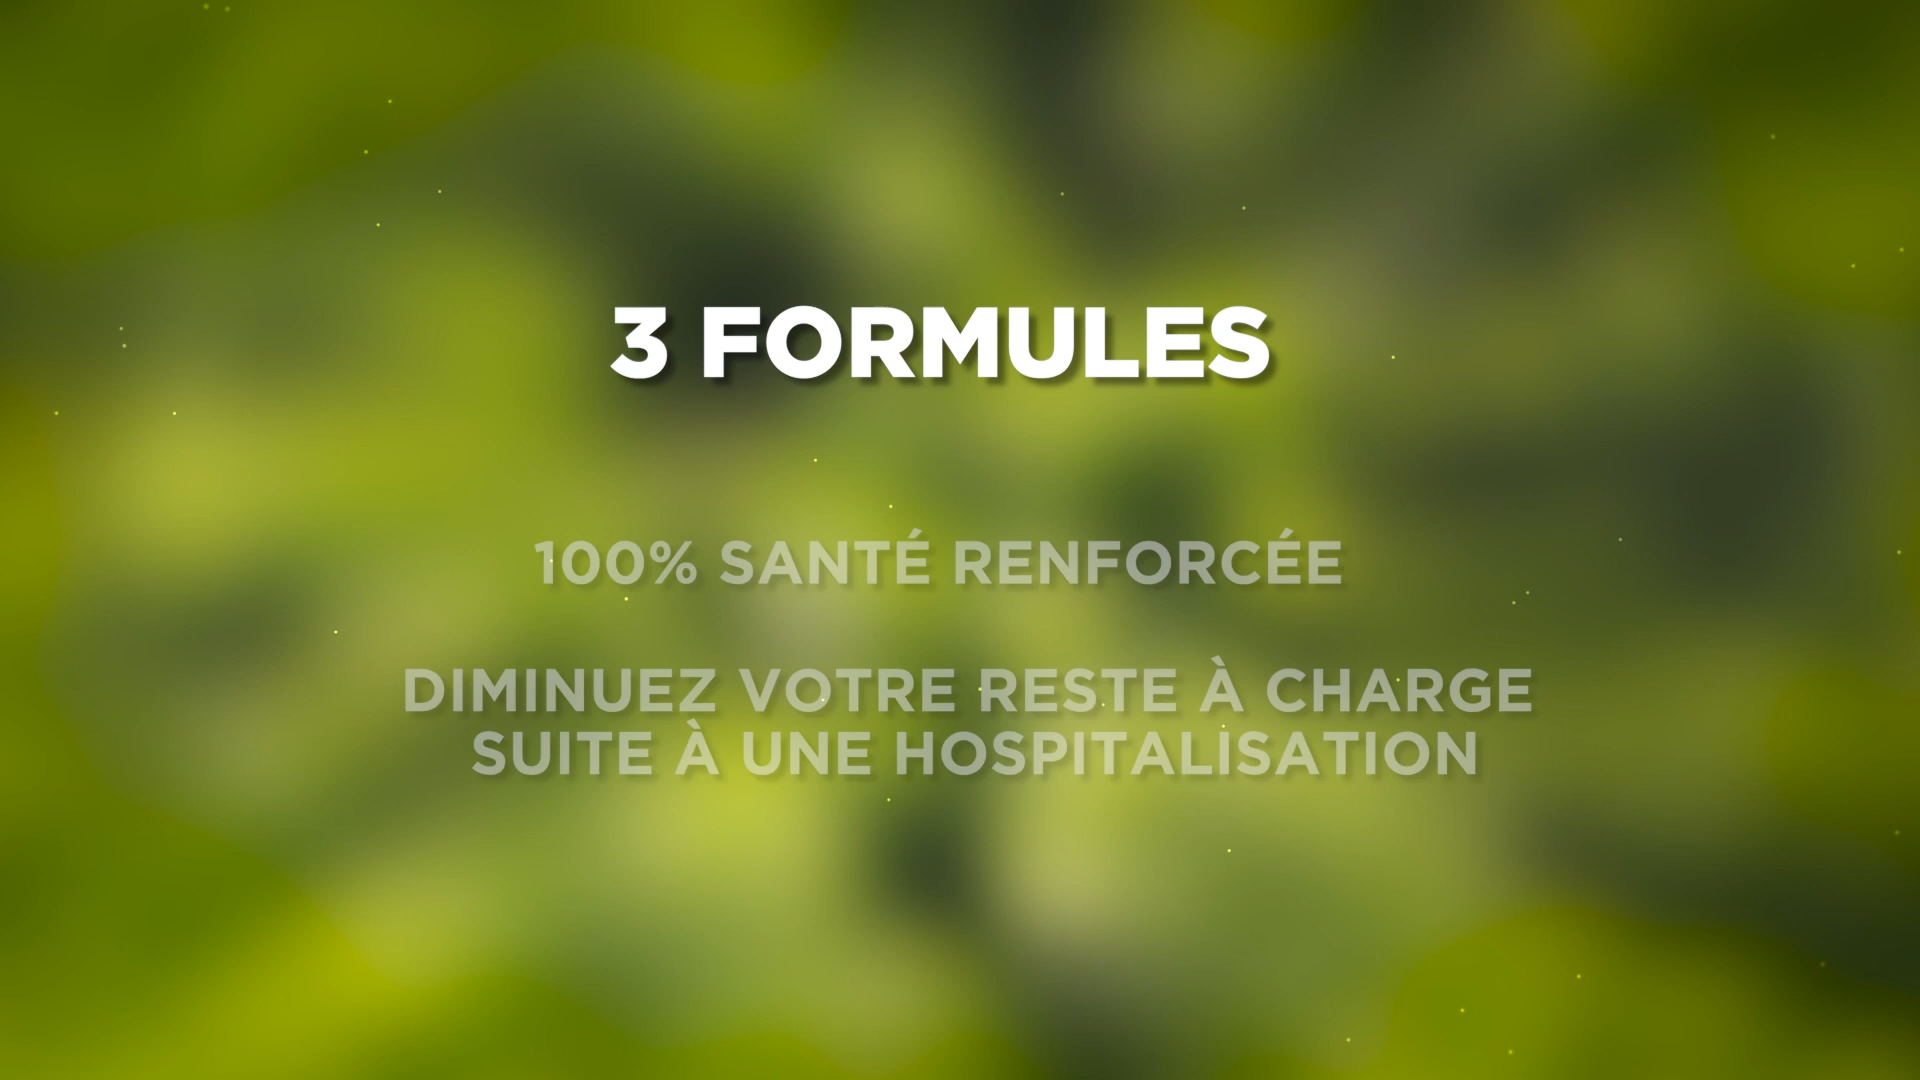 3 FORMULES
100% SANTÉ RENFORCÉE
DIMINUEZ VOTRE RESTE À CHARGE
SUITE À UNE HOSPITALISATION